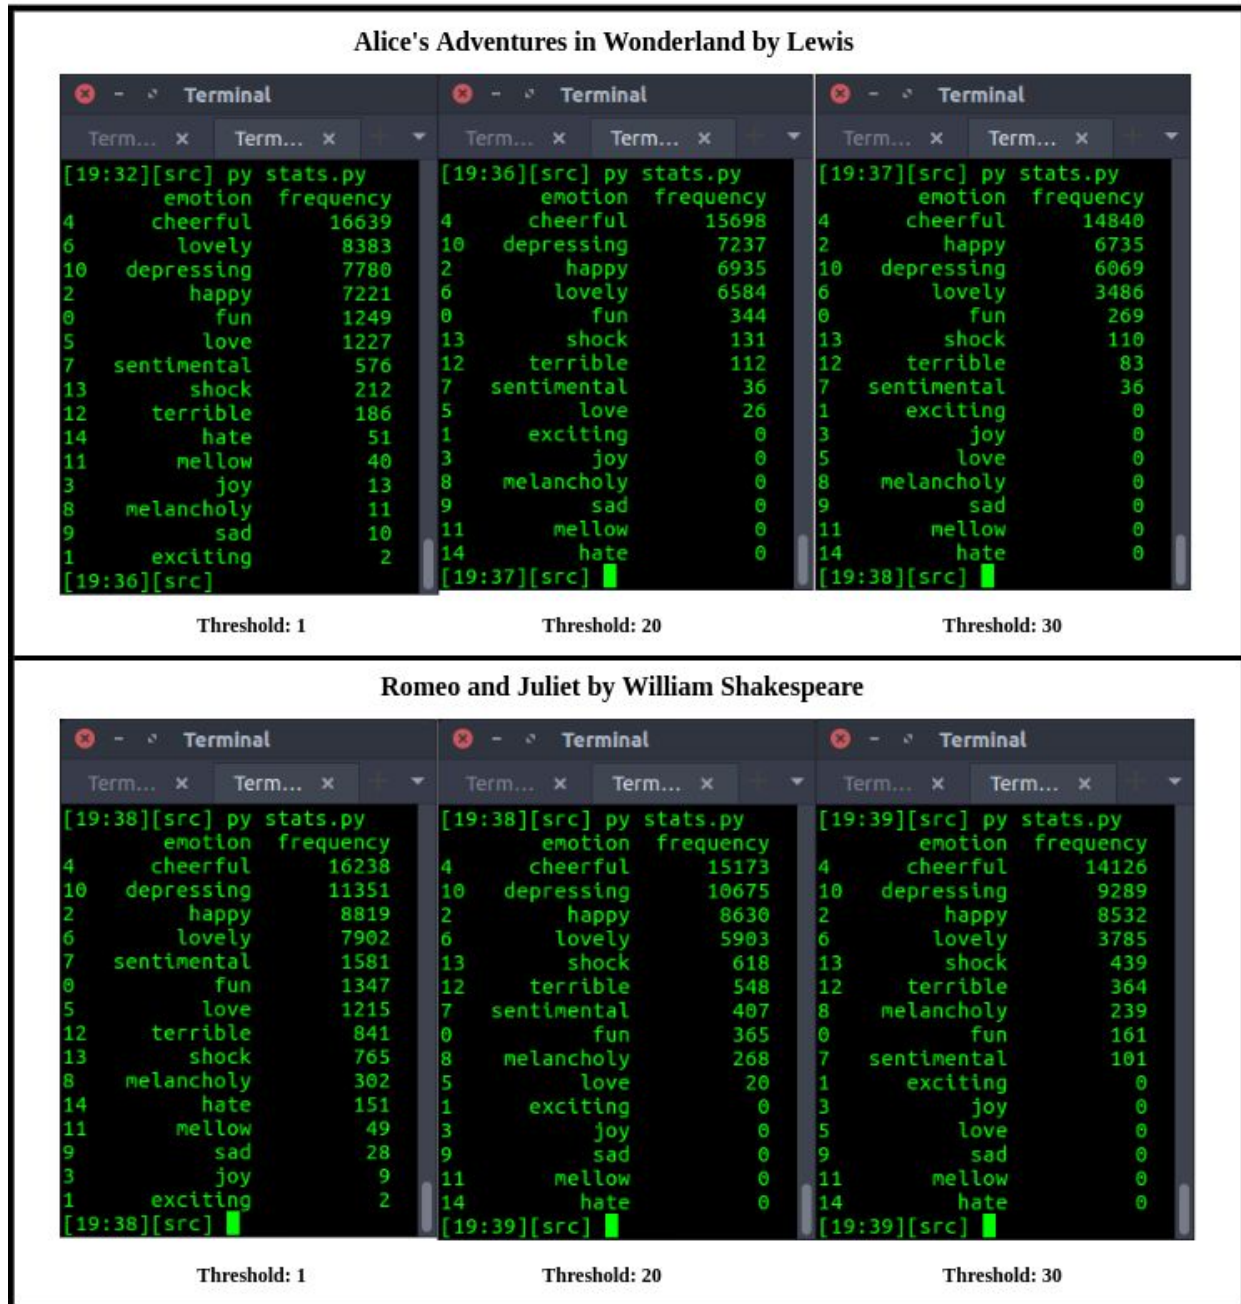 Alice's Adventures in Wonderland by Lewis
Terminal
Term... Term...
[19:32][src] py stats.py
emotion frequency
4 cheerful 16639
6 lovely 8383
10 depressing 7780
2 happy 7221
0 fun 1249
5 love 1227
7 sentimental 576
13 shock 212
12 terrible 186
14 hate 51
11 mellow 40
3 joy 13
8 melancholy 11
9 sad 10
1 exciting 2
[19:36][src]
Threshold: 1
Terminal
Term... Term...
[19:36][src] py stats.py
emotion frequency
4 cheerful 15698
10 depressing 7237
2 happy 6935
6 lovely 6584
0 fun 344
13 shock 131
12 terrible 112
7 sentimental 36
5 love 26
1 exciting 0
3 joy 0
8 melancholy 0
9 sad 0
11 mellow 0
14 hate 0
[19:37][src]
Threshold: 20
Terminal
Term... Term...
[19:37][src] py stats.py
emotion frequency
4 cheerful 14840
2 happy 6735
10 depressing 6069
6 lovely 3486
0 fun 269
13 shock 110
12 terrible 83
7 sentimental 36
1 exciting 0
3 joy 0
5 love 0
8 melancholy 0
9 sad 0
11 mellow 0
14 hate 0
[19:38][src]
Threshold: 30
Romeo and Juliet by William Shakespeare
Terminal
Term... Term...
[19:38][src] py stats.py
emotion frequency
4 cheerful 16238
10 depressing 11351
2 happy 8819
6 lovely 7902
7 sentimental 1581
0 fun 1347
5 love 1215
12 terrible 841
13 shock 765
8 melancholy 302
14 hate 151
11 mellow 49
9 sad 28
3 joy 9
1 exciting 2
[19:38][src]
Threshold: 1
Terminal
Term... Term...
[19:38][src] py stats.py
emotion frequency
4 cheerful 15173
10 depressing 10675
2 happy 8630
6 lovely 5903
13 shock 618
12 terrible 548
7 sentimental 407
0 fun 365
8 melancholy 268
5 love 20
1 exciting 0
3 joy 0
9 sad 0
11 mellow 0
14 hate 0
[19:39][src]
Threshold: 20
Terminal
Term... Term...
[19:39][src] py stats.py
emotion frequency
4 cheerful 14126
10 depressing 9289
2 happy 8532
6 lovely 3785
13 shock 439
12 terrible 364
8 melancholy 239
0 fun 161
7 sentimental 101
1 exciting 0
3 joy 0
5 love 0
9 sad 0
11 mellow 0
14 hate 0
[19:39][src]
Threshold: 30